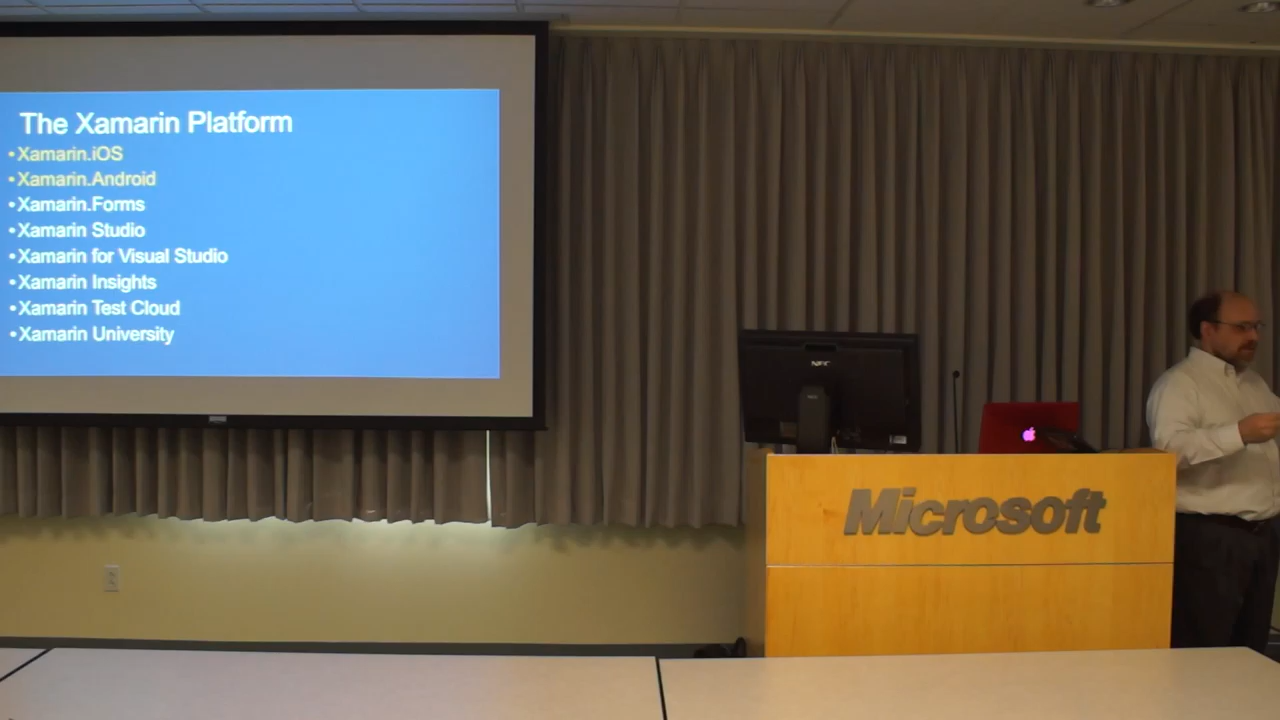 The Xamarin Platform
•Xamarin.iOS
•Xamarin.Android
•Xamarin.Forms
•Xamarin Studio
•Xamarin for Visual Studio
•Xamarin Insights
•Xamarin Test Cloud
•Xamarin University
NEC
Microsoft